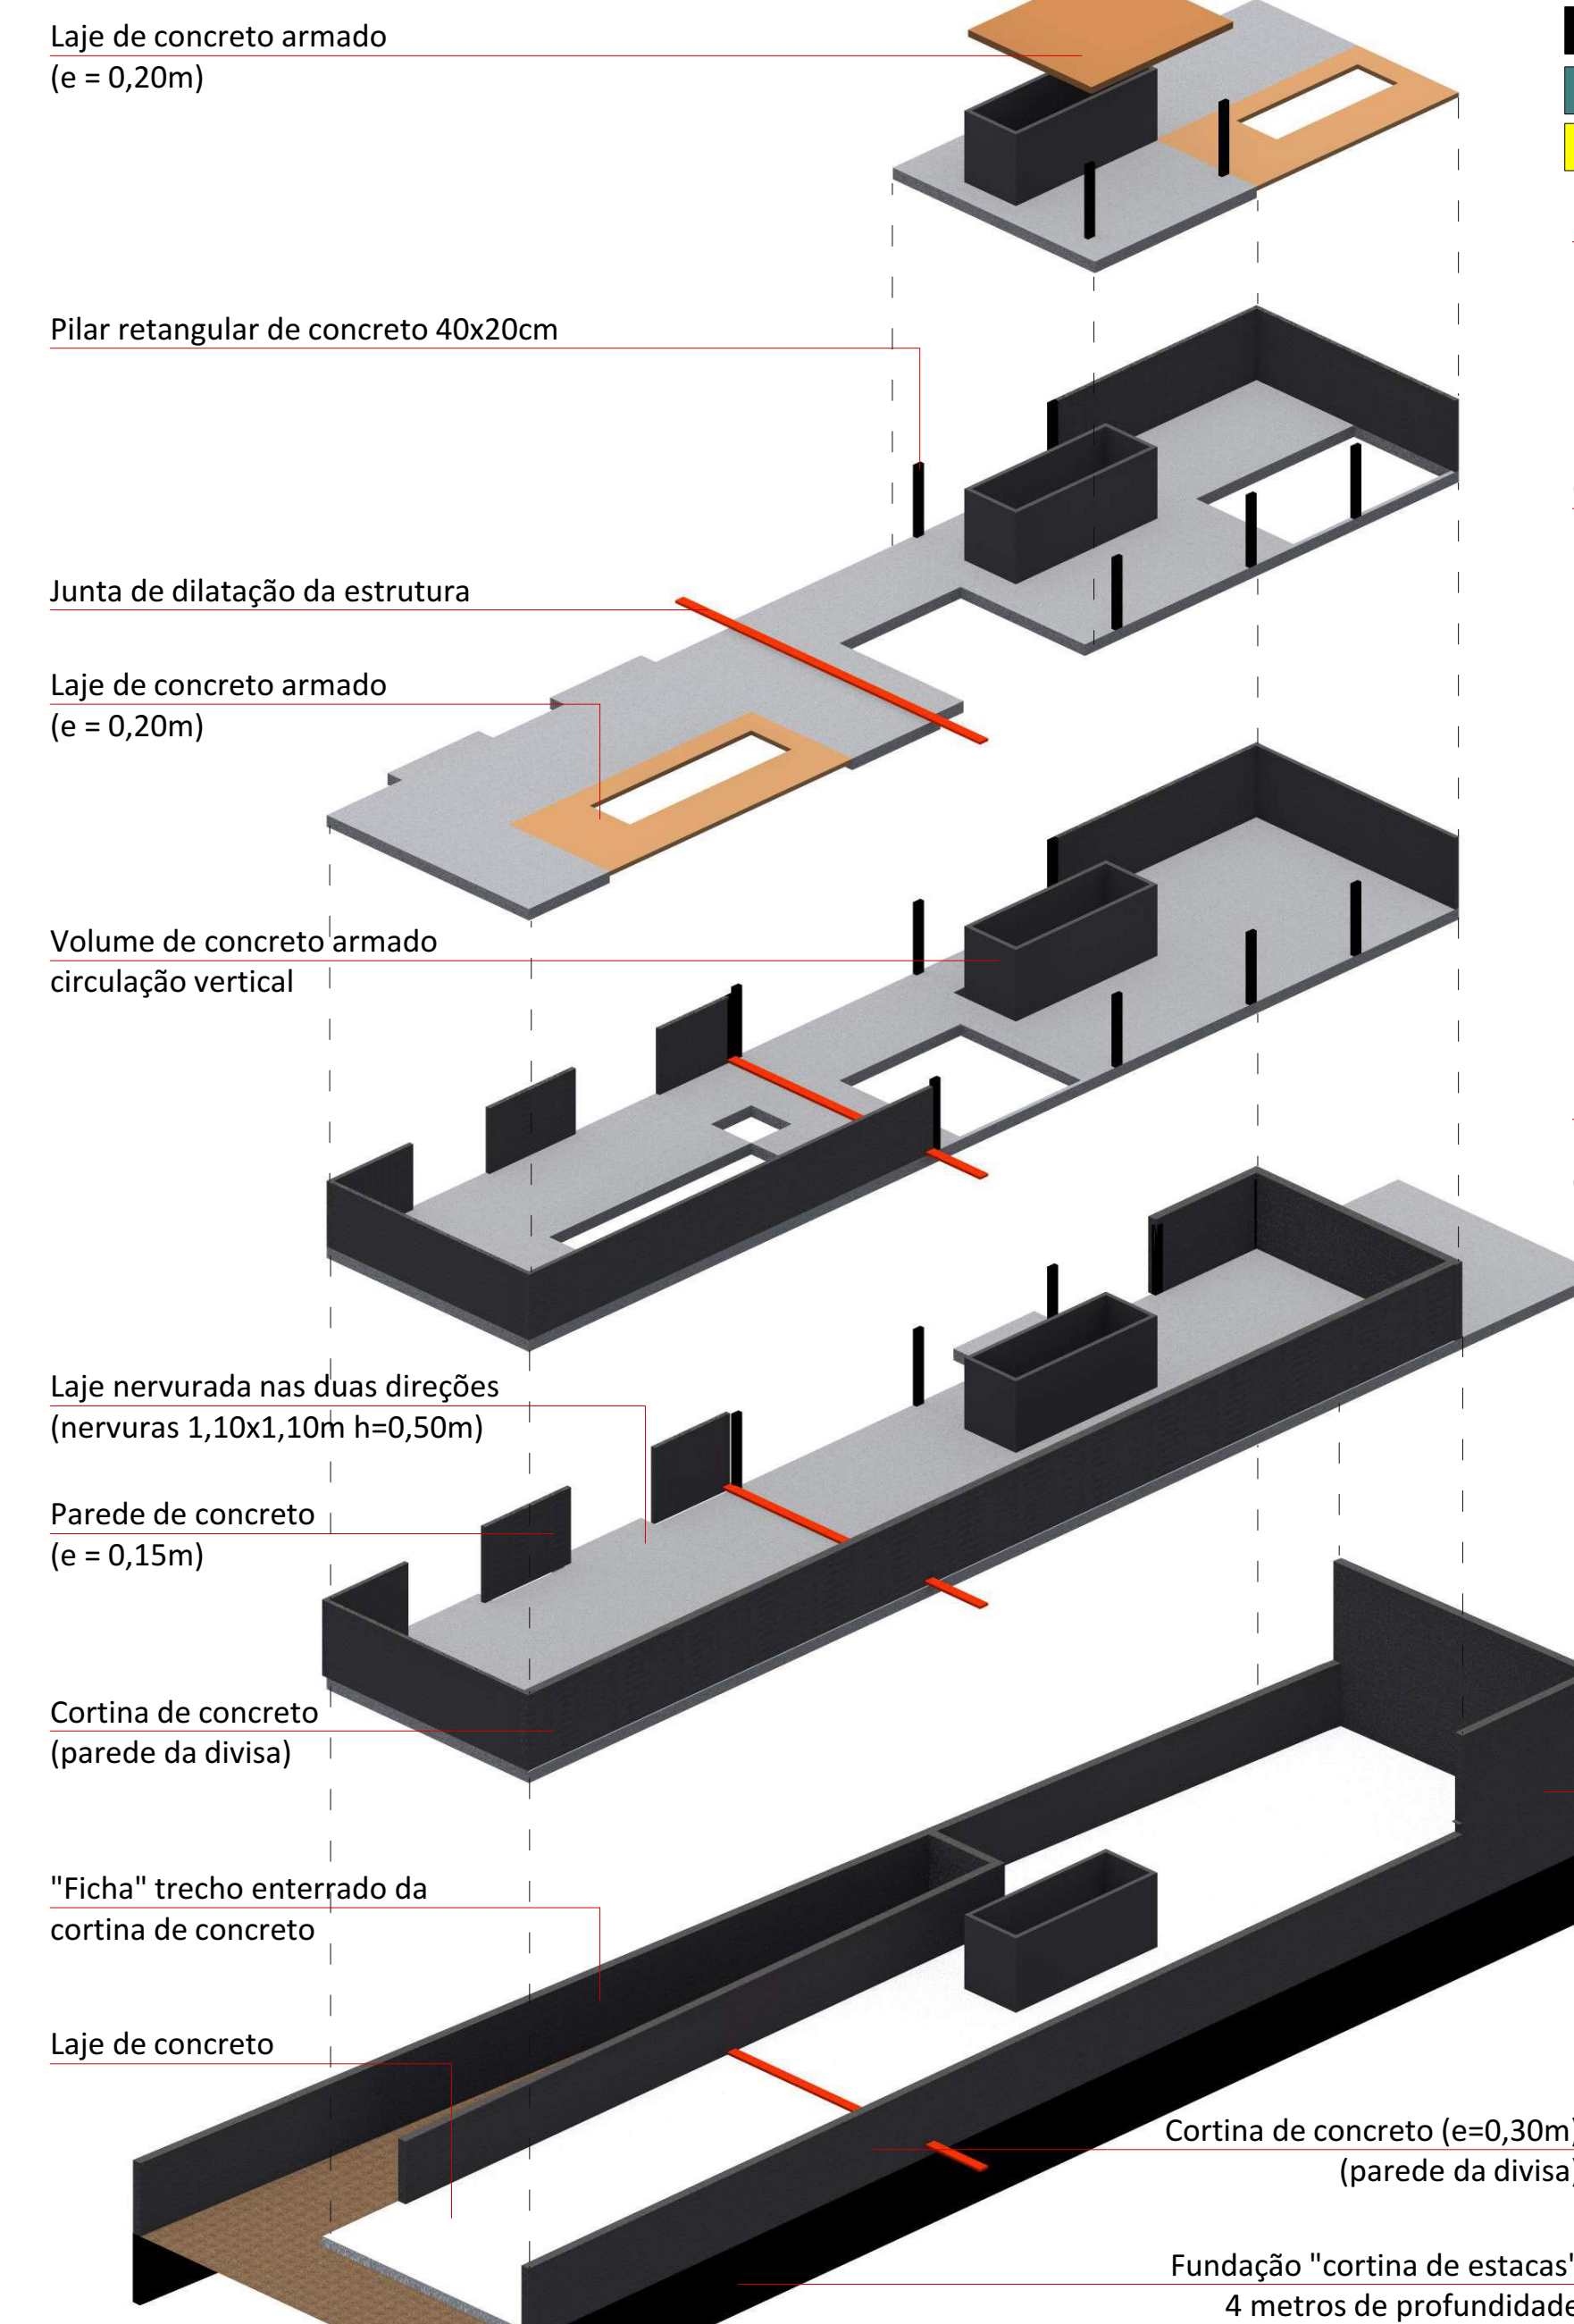 Laje de concreto armado
(e = 0,20m)
Pilar retangular de concreto 40x20cm
Junta de dilatação da estrutura
Laje de concreto armado
(e = 0,20m)
Volume de concreto armado
circulação vertical
Laje nervurada nas duas direções
(nervuras 1,10x1,10m h=0,50m)
Parede de concreto
(e = 0,15m)
Cortina de concreto
(parede da divisa)
"Ficha" trecho enterrado da
cortina de concreto
Laje de concreto
Cortina de concreto (e=0,30m)
(parede da divisa)
Fundação "cortina de estacas"
4 metros de profundidade